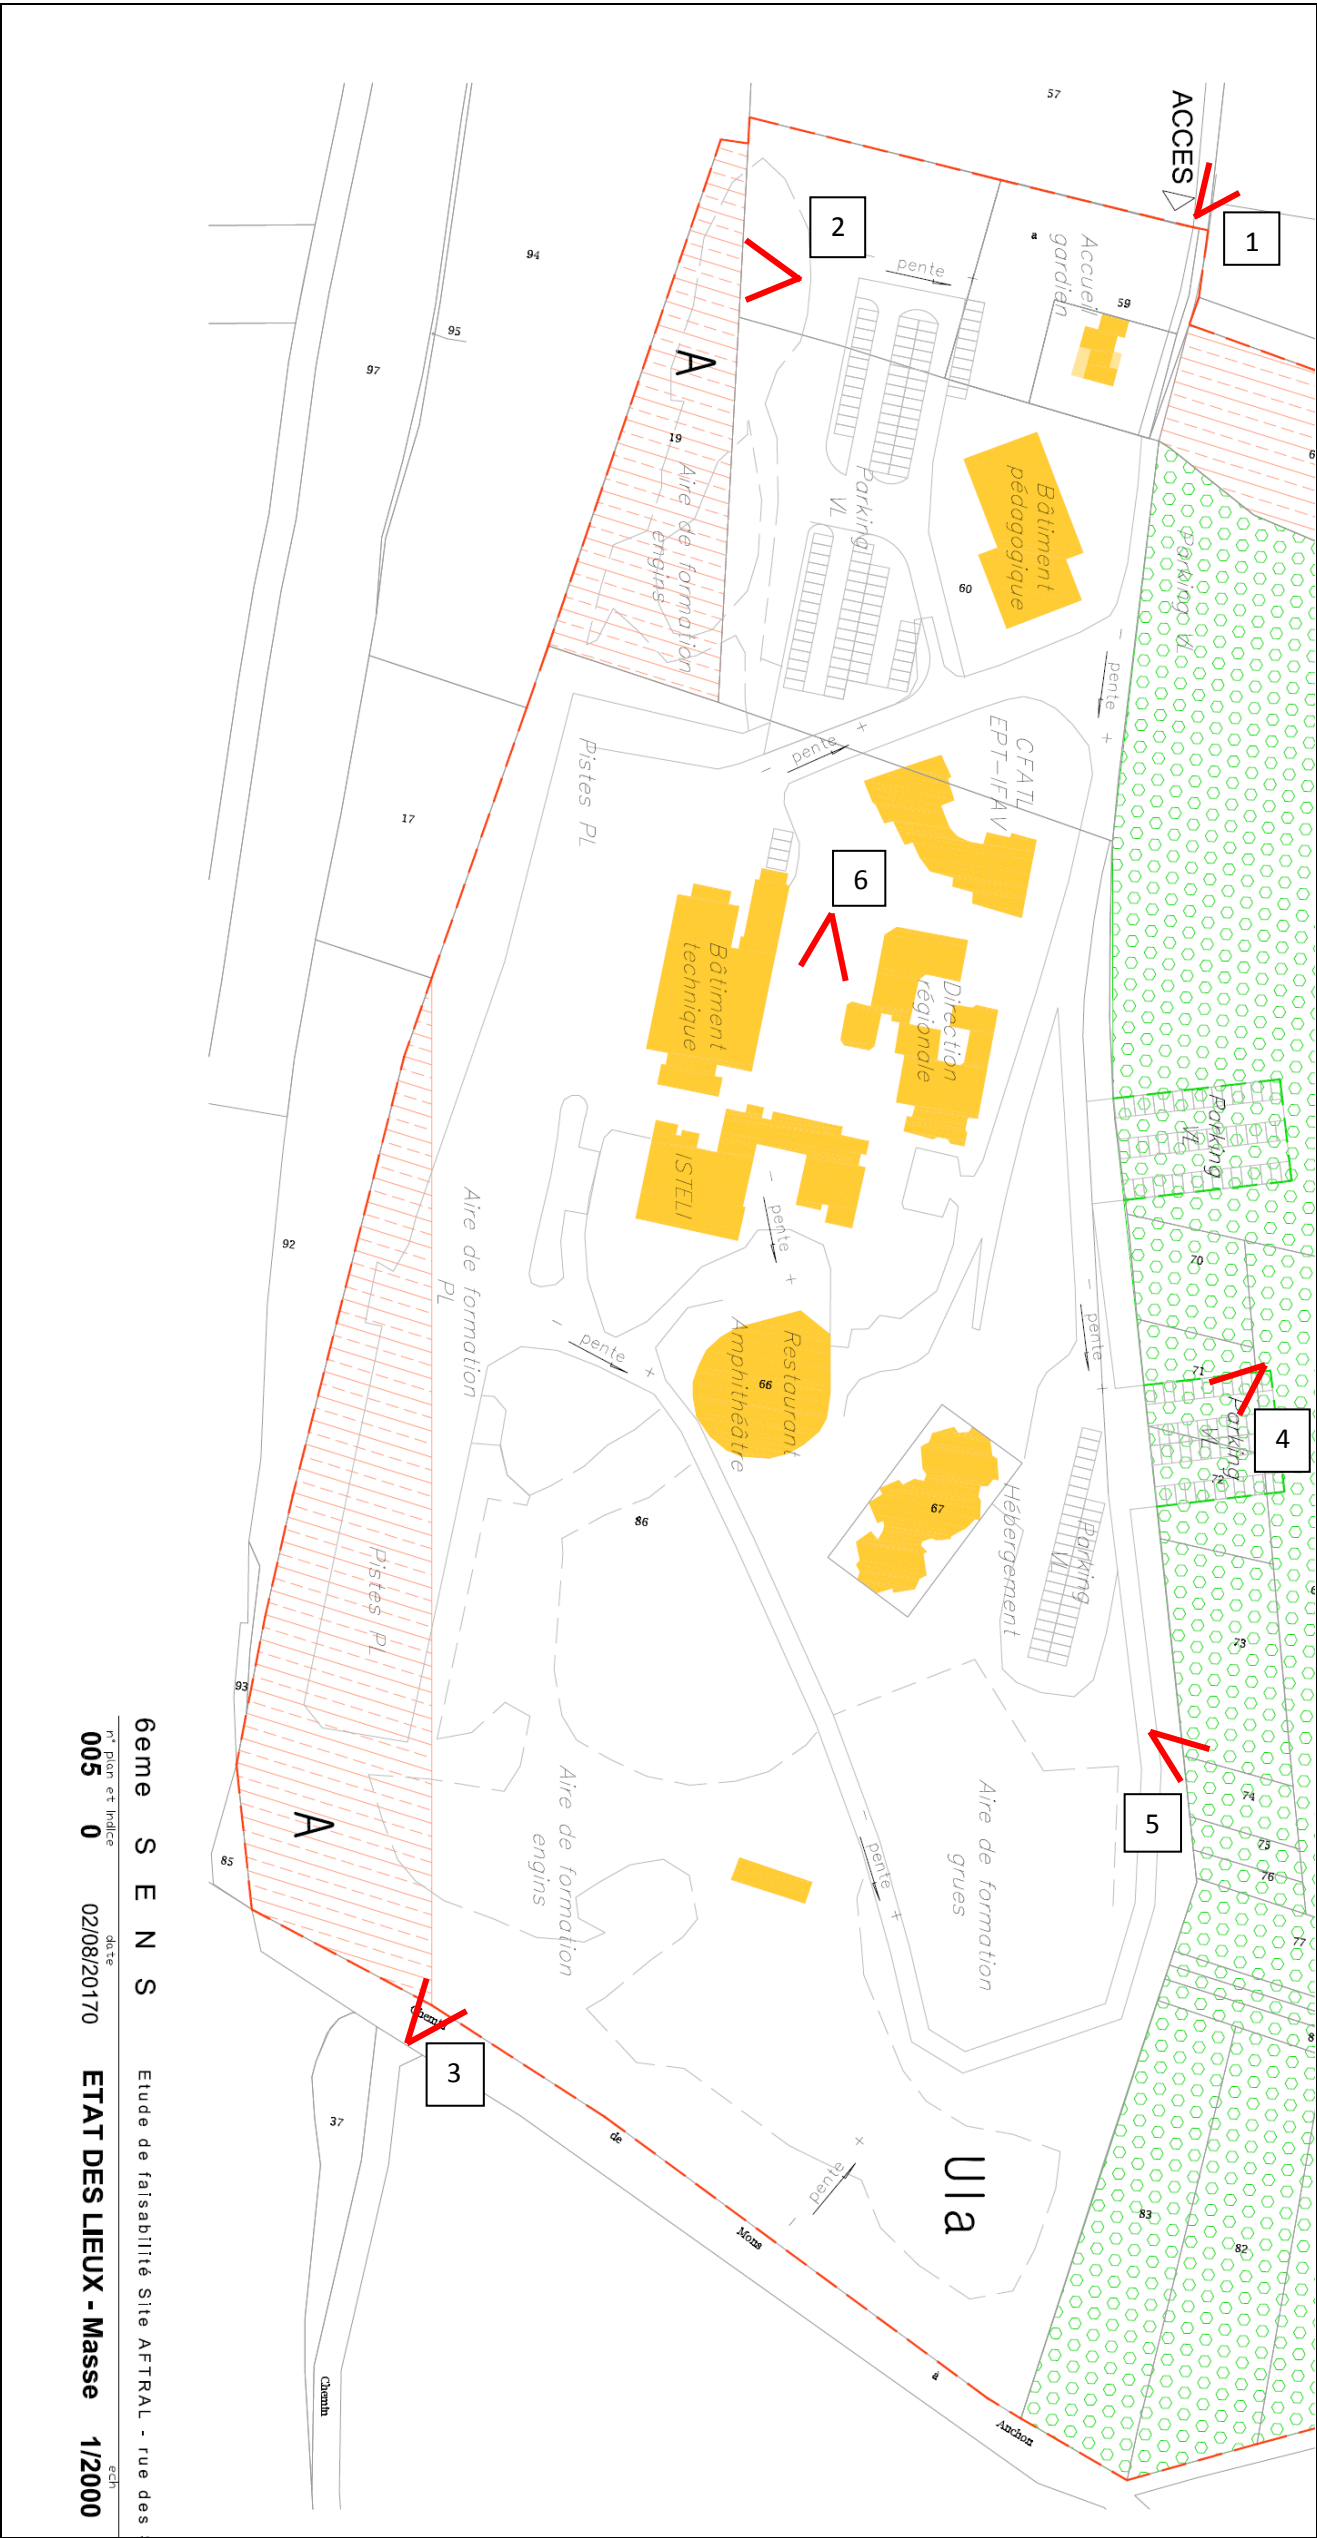 57
ACCES
1
2
a
Accueil
gardien
59
pente
- +
94
95
97
A
19
6
Aire de formation
engins
Parking
VL
Bâtiment
pédagogique
60
Parking VL
pente
+
CFATL
EPT-IFAV
pente
- +
Pistes PL
17
6
Bâtiment
technique
Direction
régionale
Parking
VL
ISTELI
pente
- +
92
Aire de formation
PL
70
pente
- +
pente
- +
Restaurant
Amphithéâtre
66
71
Parking
VL
72
4
67
Hébergement
Parking
VL
86
Pistes PL
6
73
93
74
5
75
76
77
A
85
Aire de formation
engins
Aire de formation
grues
pente
- +
Chemin
de
Mons
à
Anchon
3
37
8
UIa
pente
- +
83
82
Chemin
6eme S E N S
Etude de faisabilité Site AFTRAL - rue des
n° plan et indice
date
ech
005 0
02/08/20170
ETAT DES LIEUX - Masse
1/2000